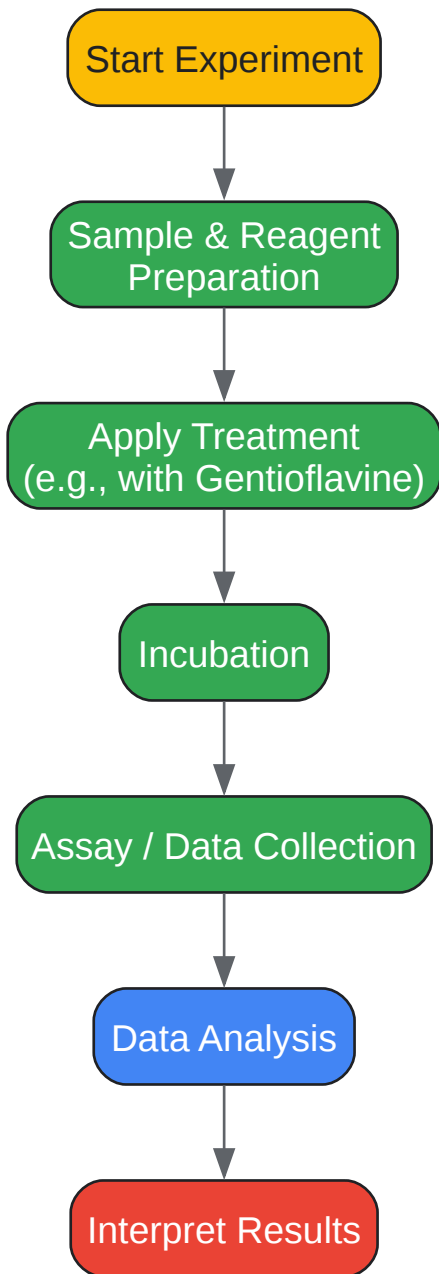 Start Experiment
Sample & Reagent
Preparation
Apply Treatment
(e.g., with Gentioflavine)
Incubation
Assay / Data Collection
Data Analysis
Interpret Results